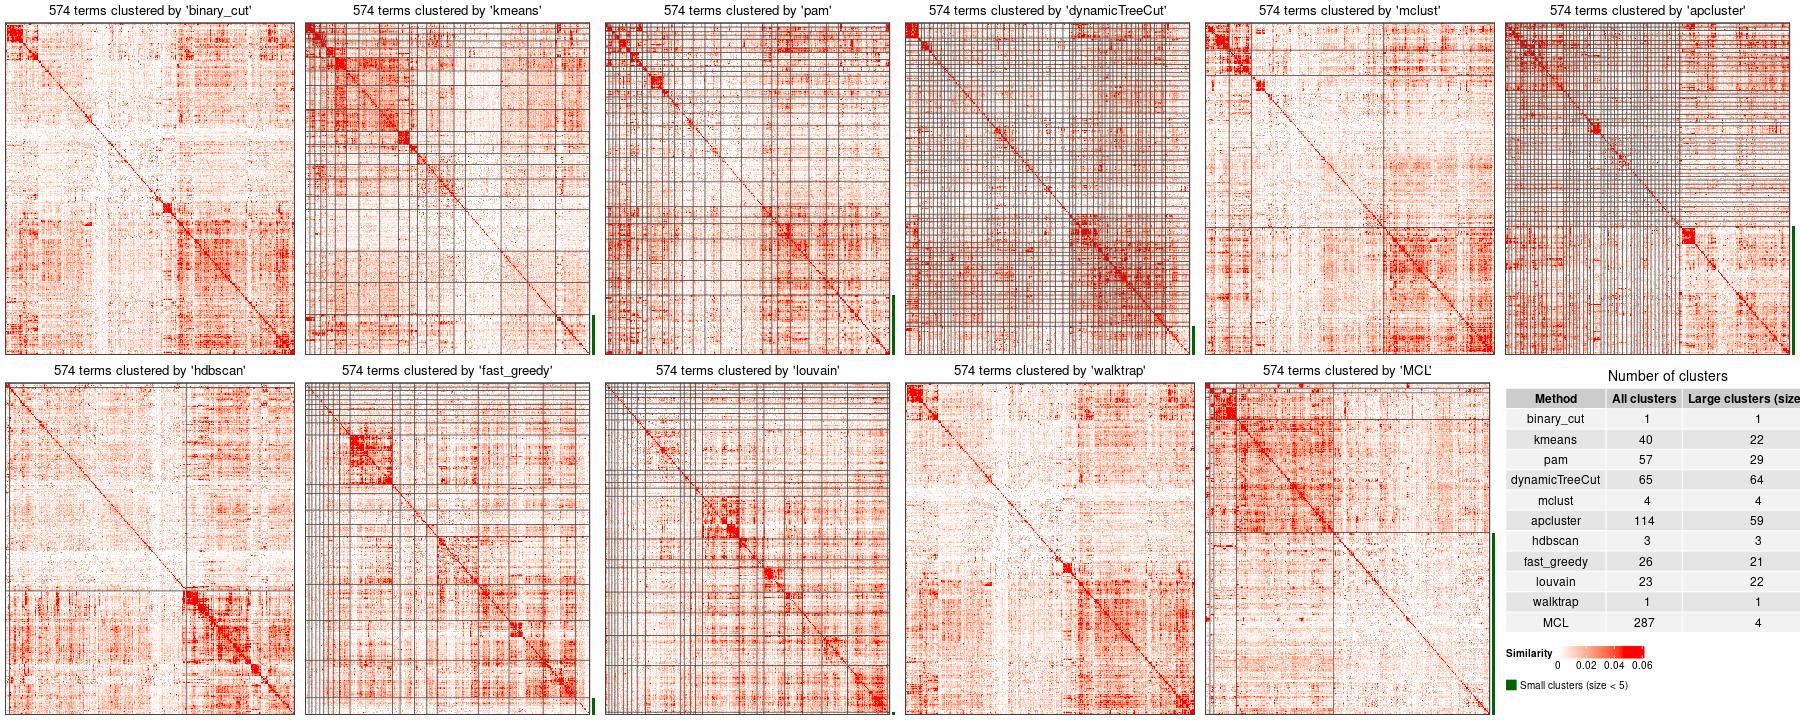 574 terms clustered by 'binary_cut'
574 terms clustered by 'kmeans'
574 terms clustered by 'pam'
574 terms clustered by 'dynamicTreeCut'
574 terms clustered by 'mclust'
574 terms clustered by 'apcluster'
574 terms clustered by 'hdbscan'
574 terms clustered by 'fast_greedy'
574 terms clustered by 'louvain'
574 terms clustered by 'walktrap'
574 terms clustered by 'MCL'
Number of clusters
Method All clusters Large clusters (size
binary_cut 1 1
kmeans 40 22
pam 57 29
dynamicTreeCut 65 64
mclust 4 4
apcluster 114 59
hdbscan 3 3
fast_greedy 26 21
louvain 23 22
walktrap 1 1
MCL 287 4
Similarity
0 0.02 0.04 0.06
Small clusters (size < 5)